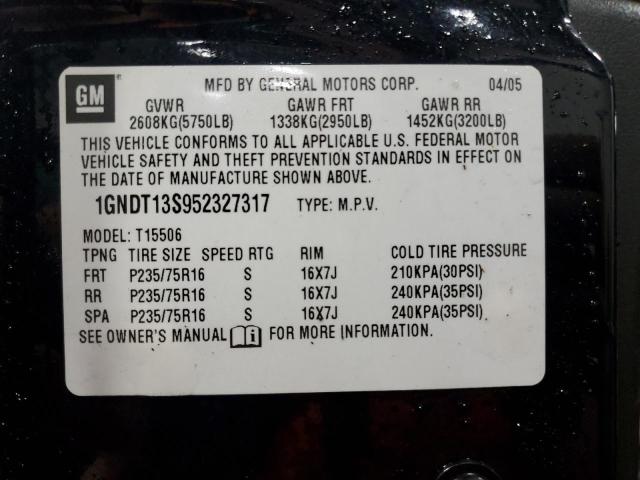 GM
MFD BY GENERAL MOTORS CORP. 04/05
GVWR GAWR FRT GAWR RR
2608KG(5750LB) 1338KG(2950LB) 1452KG(3200LB)
THIS VEHICLE CONFORMS TO ALL APPLICABLE U.S. FEDERAL MOTOR
VEHICLE SAFETY AND THEFT PREVENTION STANDARDS IN EFFECT ON
THE DATE OF MANUFACTURE SHOWN ABOVE.
1GNDT13S952327317 TYPE: M.P.V.
MODEL: T15506
TPNG TIRE SIZE SPEED RTG RIM COLD TIRE PRESSURE
FRT P235/75R16 S 16X7J 210KPA(30PSI)
RR P235/75R16 S 16X7J 240KPA(35PSI)
SPA P235/75R16 S 16X7J 240KPA(35PSI)
SEE OWNER'S MANUAL FOR MORE INFORMATION.